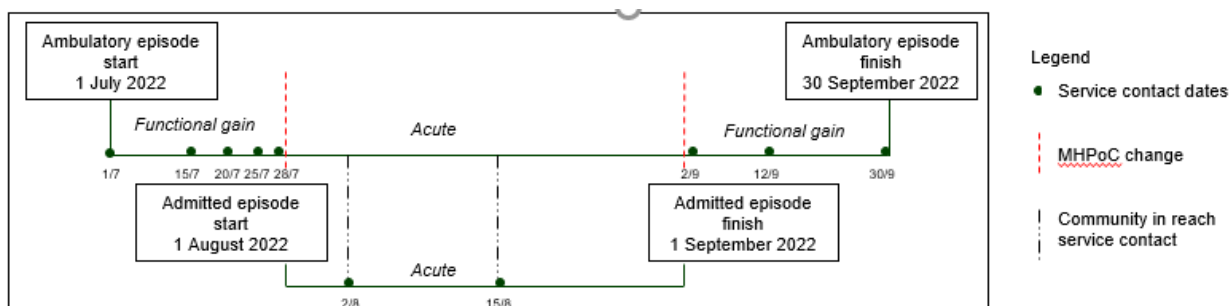 Ambulatory episode
start
1 July 2022
Ambulatory episode
finish
30 September 2022
Legend
Service contact dates
MHPoC change
Community in reach
service contact
Functional gain
Acute
Functional gain
1/7
15/7
20/7
25/7
28/7
2/9
12/9
30/9
Admitted episode
start
1 August 2022
Admitted episode
finish
1 September 2022
Acute
2/8
15/8